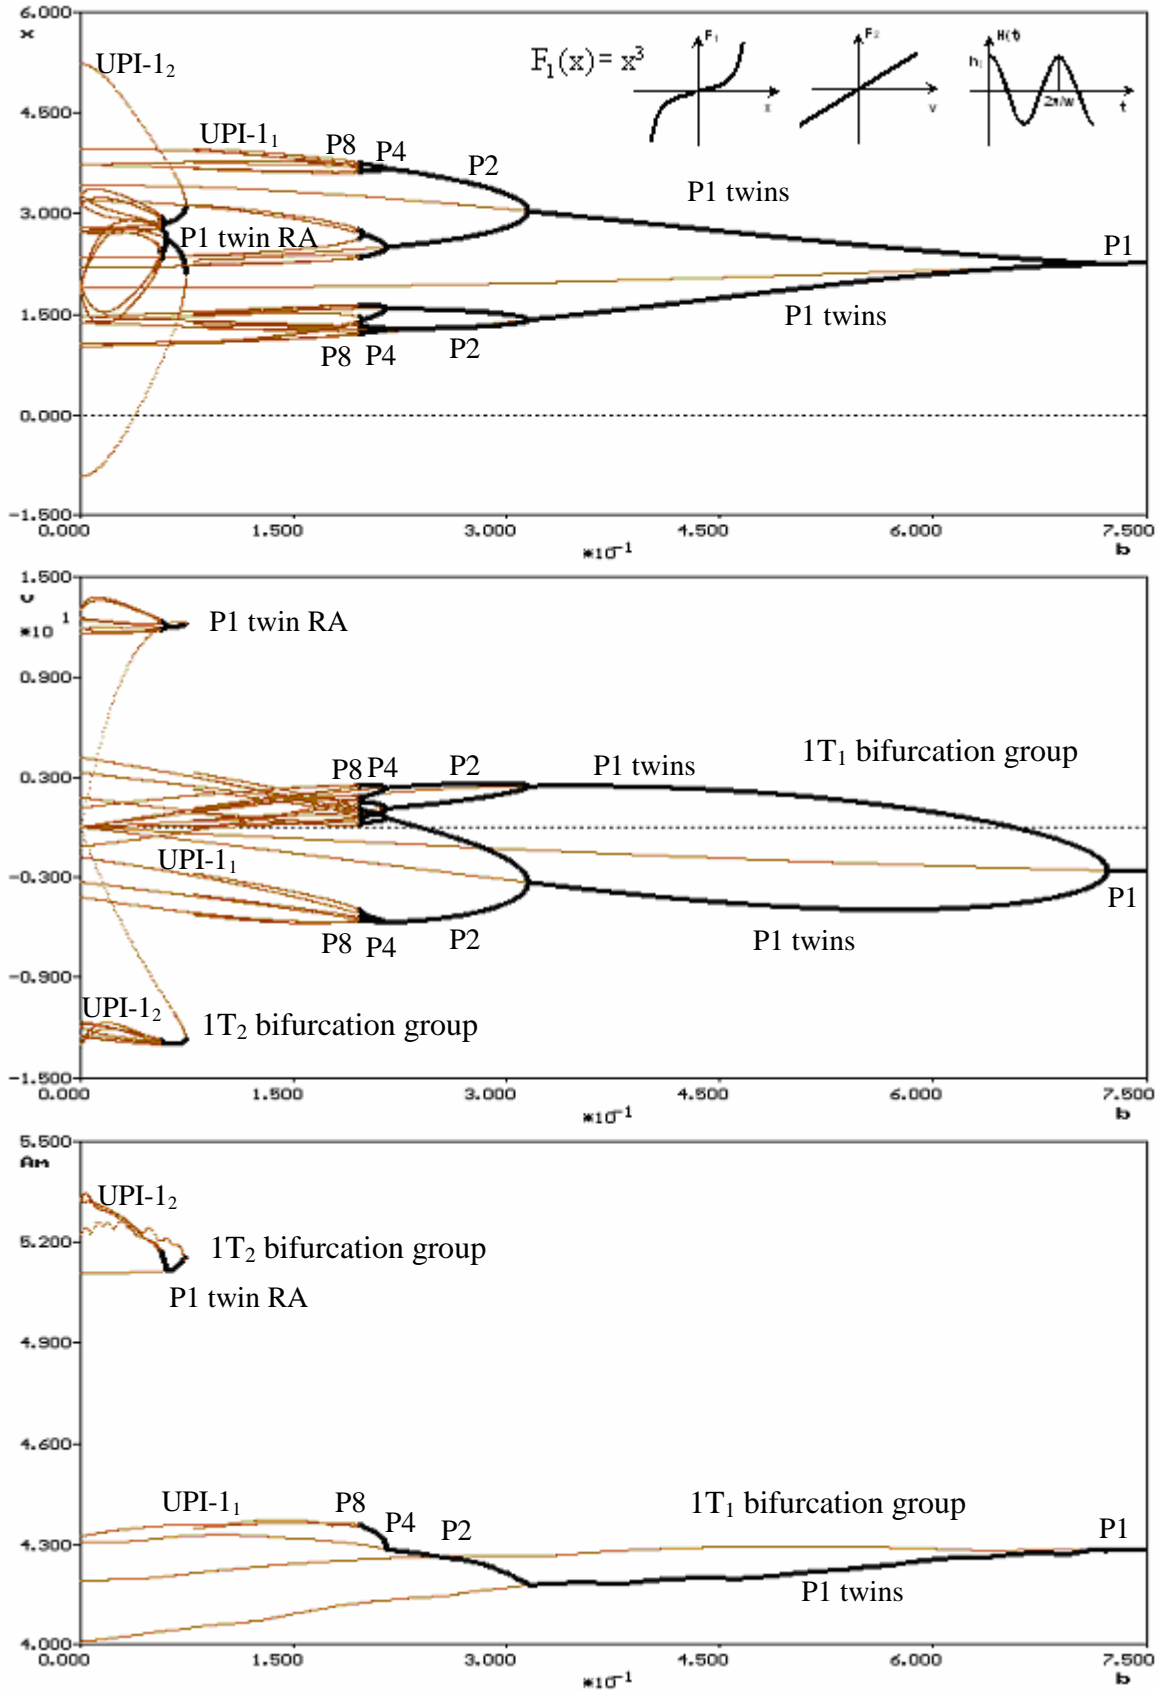 6.000
x
UPI-1₂
F₁(x) = x³
F₁
x
F₂
v
H(t)
h₁
2π/w
t
4.500
UPI-1₁
P8
P4
P2
P1 twins
3.000
P1 twin RA
P1
1.500
P1 twins
P8 P4
P2
0.000
-1.500
0.000 1.500 3.000 4.500 6.000 7.500
*10⁻¹ b
1.500
υ
*10 1
P1 twin RA
0.900
1T₁ bifurcation group
0.300
P8 P4
P2
P1 twins
-0.300
UPI-1₁
P1
P8 P4
P2
P1 twins
-0.900
UPI-1₂
1T₂ bifurcation group
-1.500
0.000 1.500 3.000 4.500 6.000 7.500
*10⁻¹ b
5.500
Am
UPI-1₂
5.200
1T₂ bifurcation group
P1 twin RA
4.900
4.600
UPI-1₁
P8
1T₁ bifurcation group
P4
P2
P1
4.300
P1 twins
4.000
0.000 1.500 3.000 4.500 6.000 7.500
*10⁻¹ b